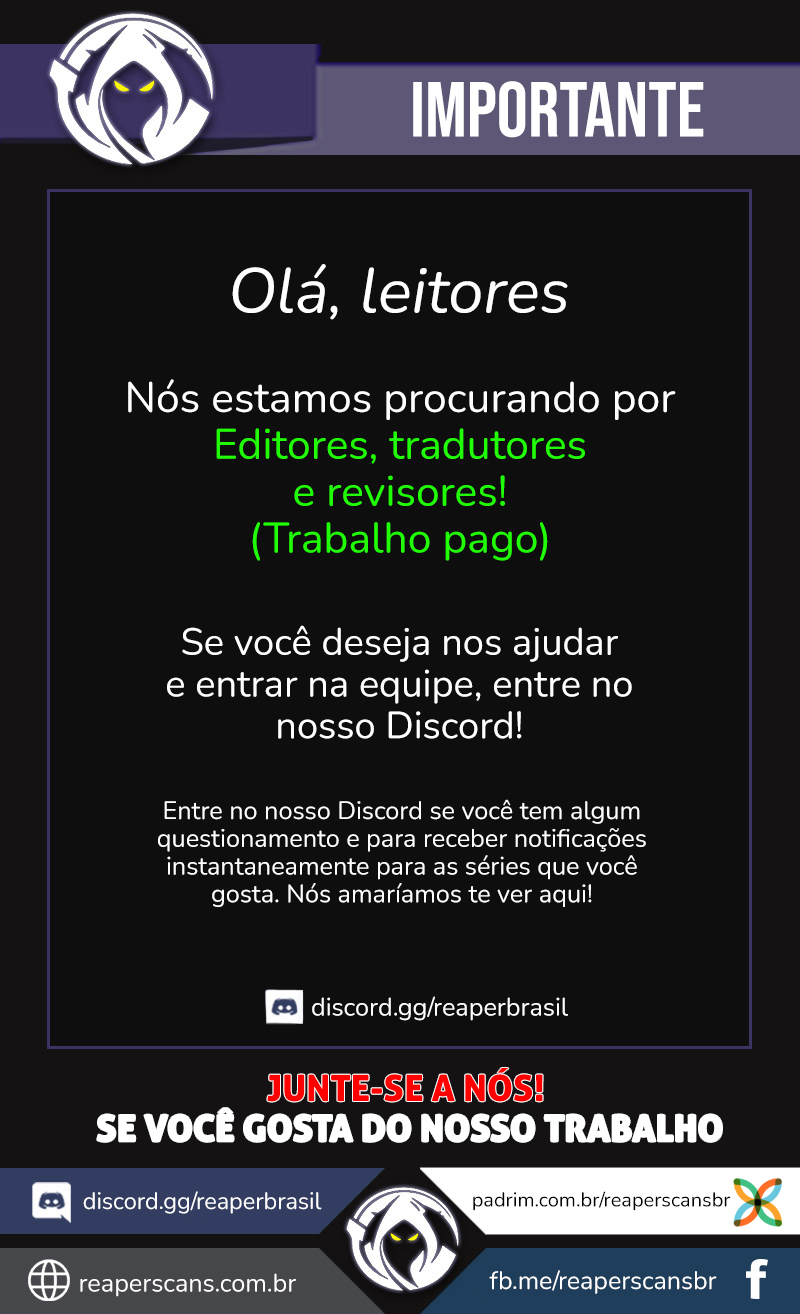 IMPORTANTE
Olá, leitores
Nós estamos procurando por
Editores, tradutores
e revisores!
(Trabalho pago)
Se você deseja nos ajudar
e entrar na equipe, entre no
nosso Discord!
Entre no nosso Discord se você tem algum
questionamento e para receber notificações
instantaneamente para as séries que você
gosta. Nós amaríamos te ver aqui!
discord.gg/reaperbrasil
JUNTE-SE A NÓS!
SE VOCÊ GOSTA DO NOSSO TRABALHO
discord.gg/reaperbrasil
padrim.com.br/reaperscansbr
reaperscans.com.br
fb.me/reaperscansbr